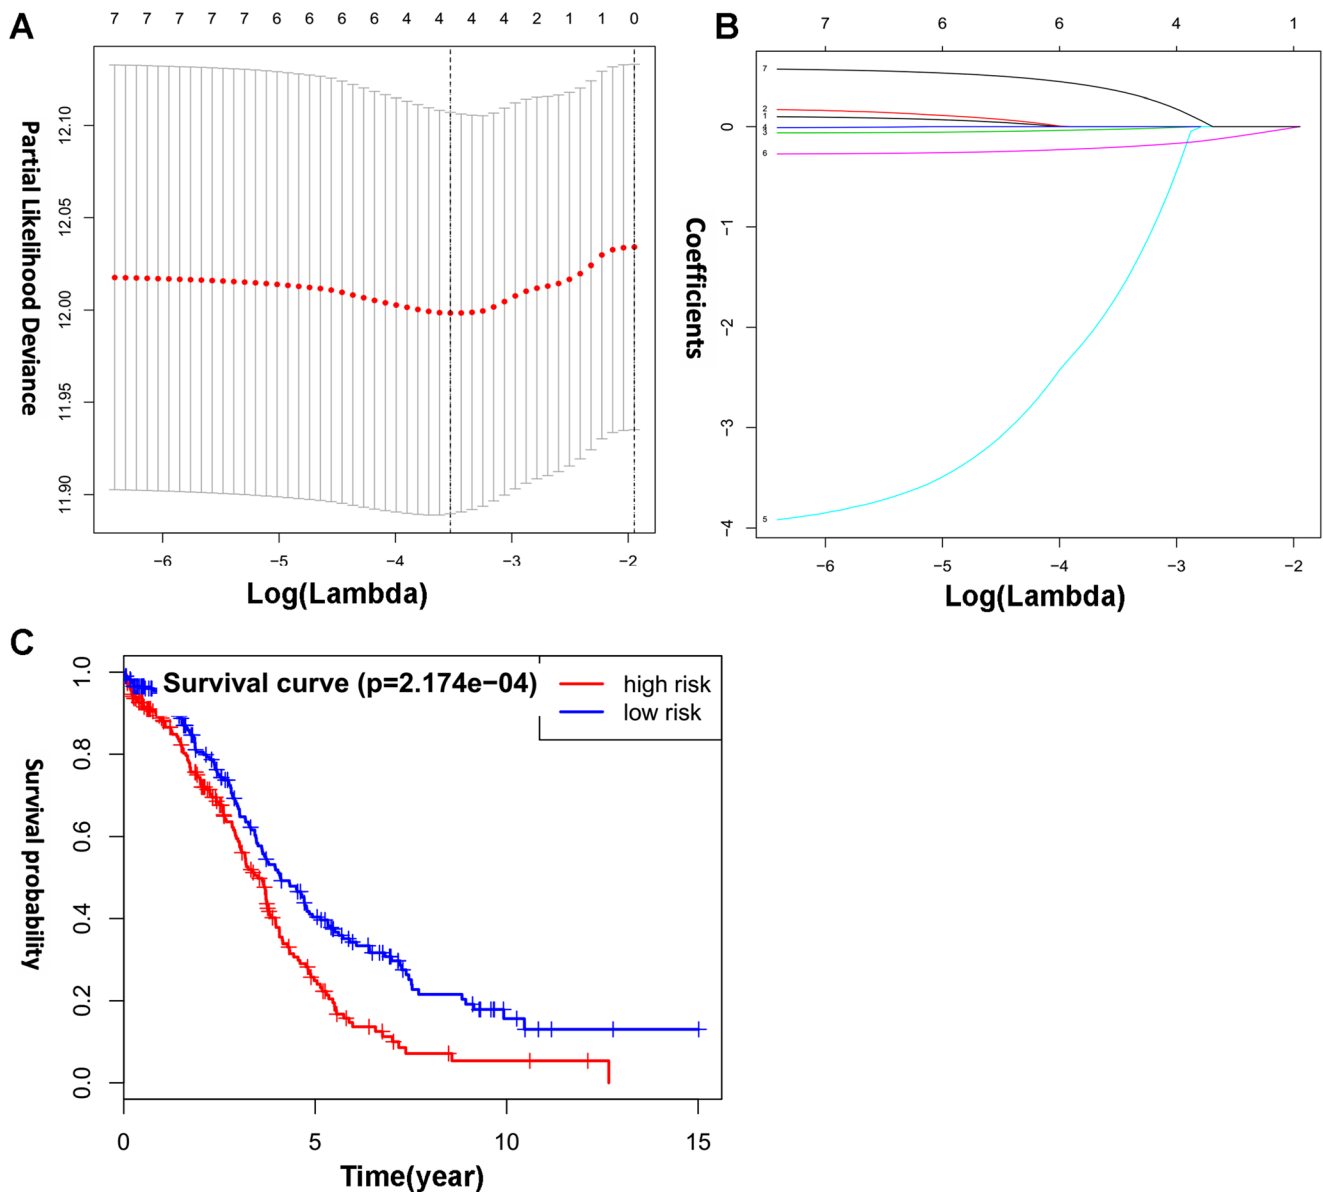 A
7 7 7 7 7 6 6 6 6 4 4 4 4 2 1 1 0
Partial Likelihood Deviance
12.10
12.05
12.00
11.95
11.90
−6 −5 −4 −3 −2
Log(Lambda)
B
7 6 6 4 1
Coefficients
0
−1
−2
−3
−4
7
2
1
4
3
6
5
−6 −5 −4 −3 −2
Log(Lambda)
C
Survival curve (p=2.174e−04)
high risk
low risk
Survival probability
1.0
0.8
0.6
0.4
0.2
0.0
0 5 10 15
Time(year)